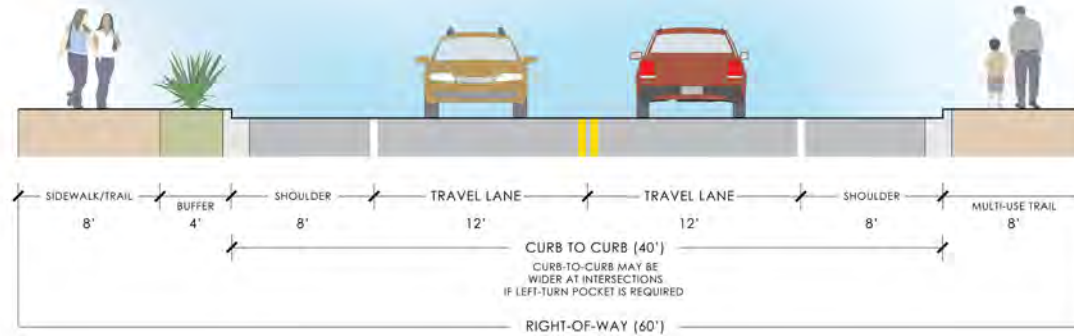 SIDEWALK/TRAIL
8'
BUFFER
4'
SHOULDER
8'
TRAVEL LANE
12'
TRAVEL LANE
12'
SHOULDER
8'
MULTI-USE TRAIL
8'
CURB TO CURB (40')
CURB-TO-CURB MAY BE
WIDER AT INTERSECTIONS
IF LEFT-TURN POCKET IS REQUIRED
RIGHT-OF-WAY (60')